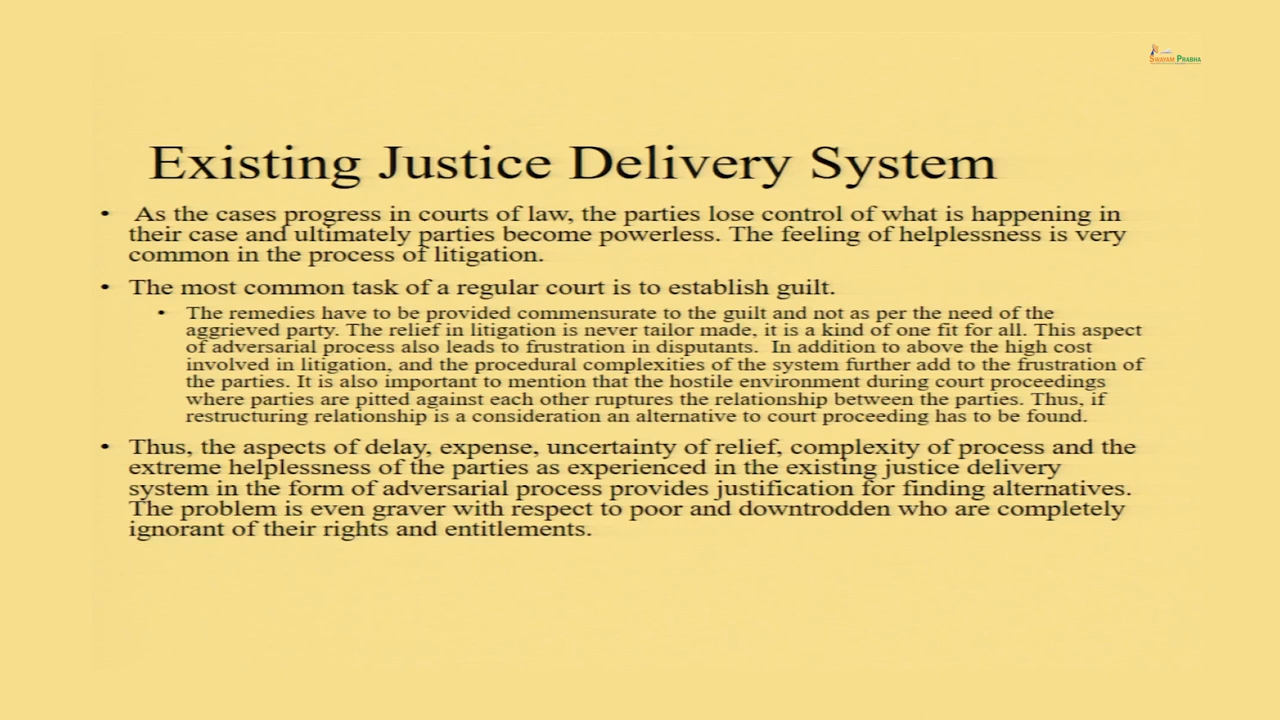 SWAYAM PRABHA
Existing Justice Delivery System
• As the cases progress in courts of law, the parties lose control of what is happening in
their case and ultimately parties become powerless. The feeling of helplessness is very
common in the process of litigation.
• The most common task of a regular court is to establish guilt.
• The remedies have to be provided commensurate to the guilt and not as per the need of the
aggrieved party. The relief in litigation is never tailor made, it is a kind of one fit for all. This aspect
of adversarial process also leads to frustration in disputants. In addition to above the high cost
involved in litigation, and the procedural complexities of the system further add to the frustration of
the parties. It is also important to mention that the hostile environment during court proceedings
where parties are pitted against each other ruptures the relationship between the parties. Thus, if
restructuring relationship is a consideration an alternative to court proceeding has to be found.
• Thus, the aspects of delay, expense, uncertainty of relief, complexity of process and the
extreme helplessness of the parties as experienced in the existing justice delivery
system in the form of adversarial process provides justification for finding alternatives.
The problem is even graver with respect to poor and downtrodden who are completely
ignorant of their rights and entitlements.